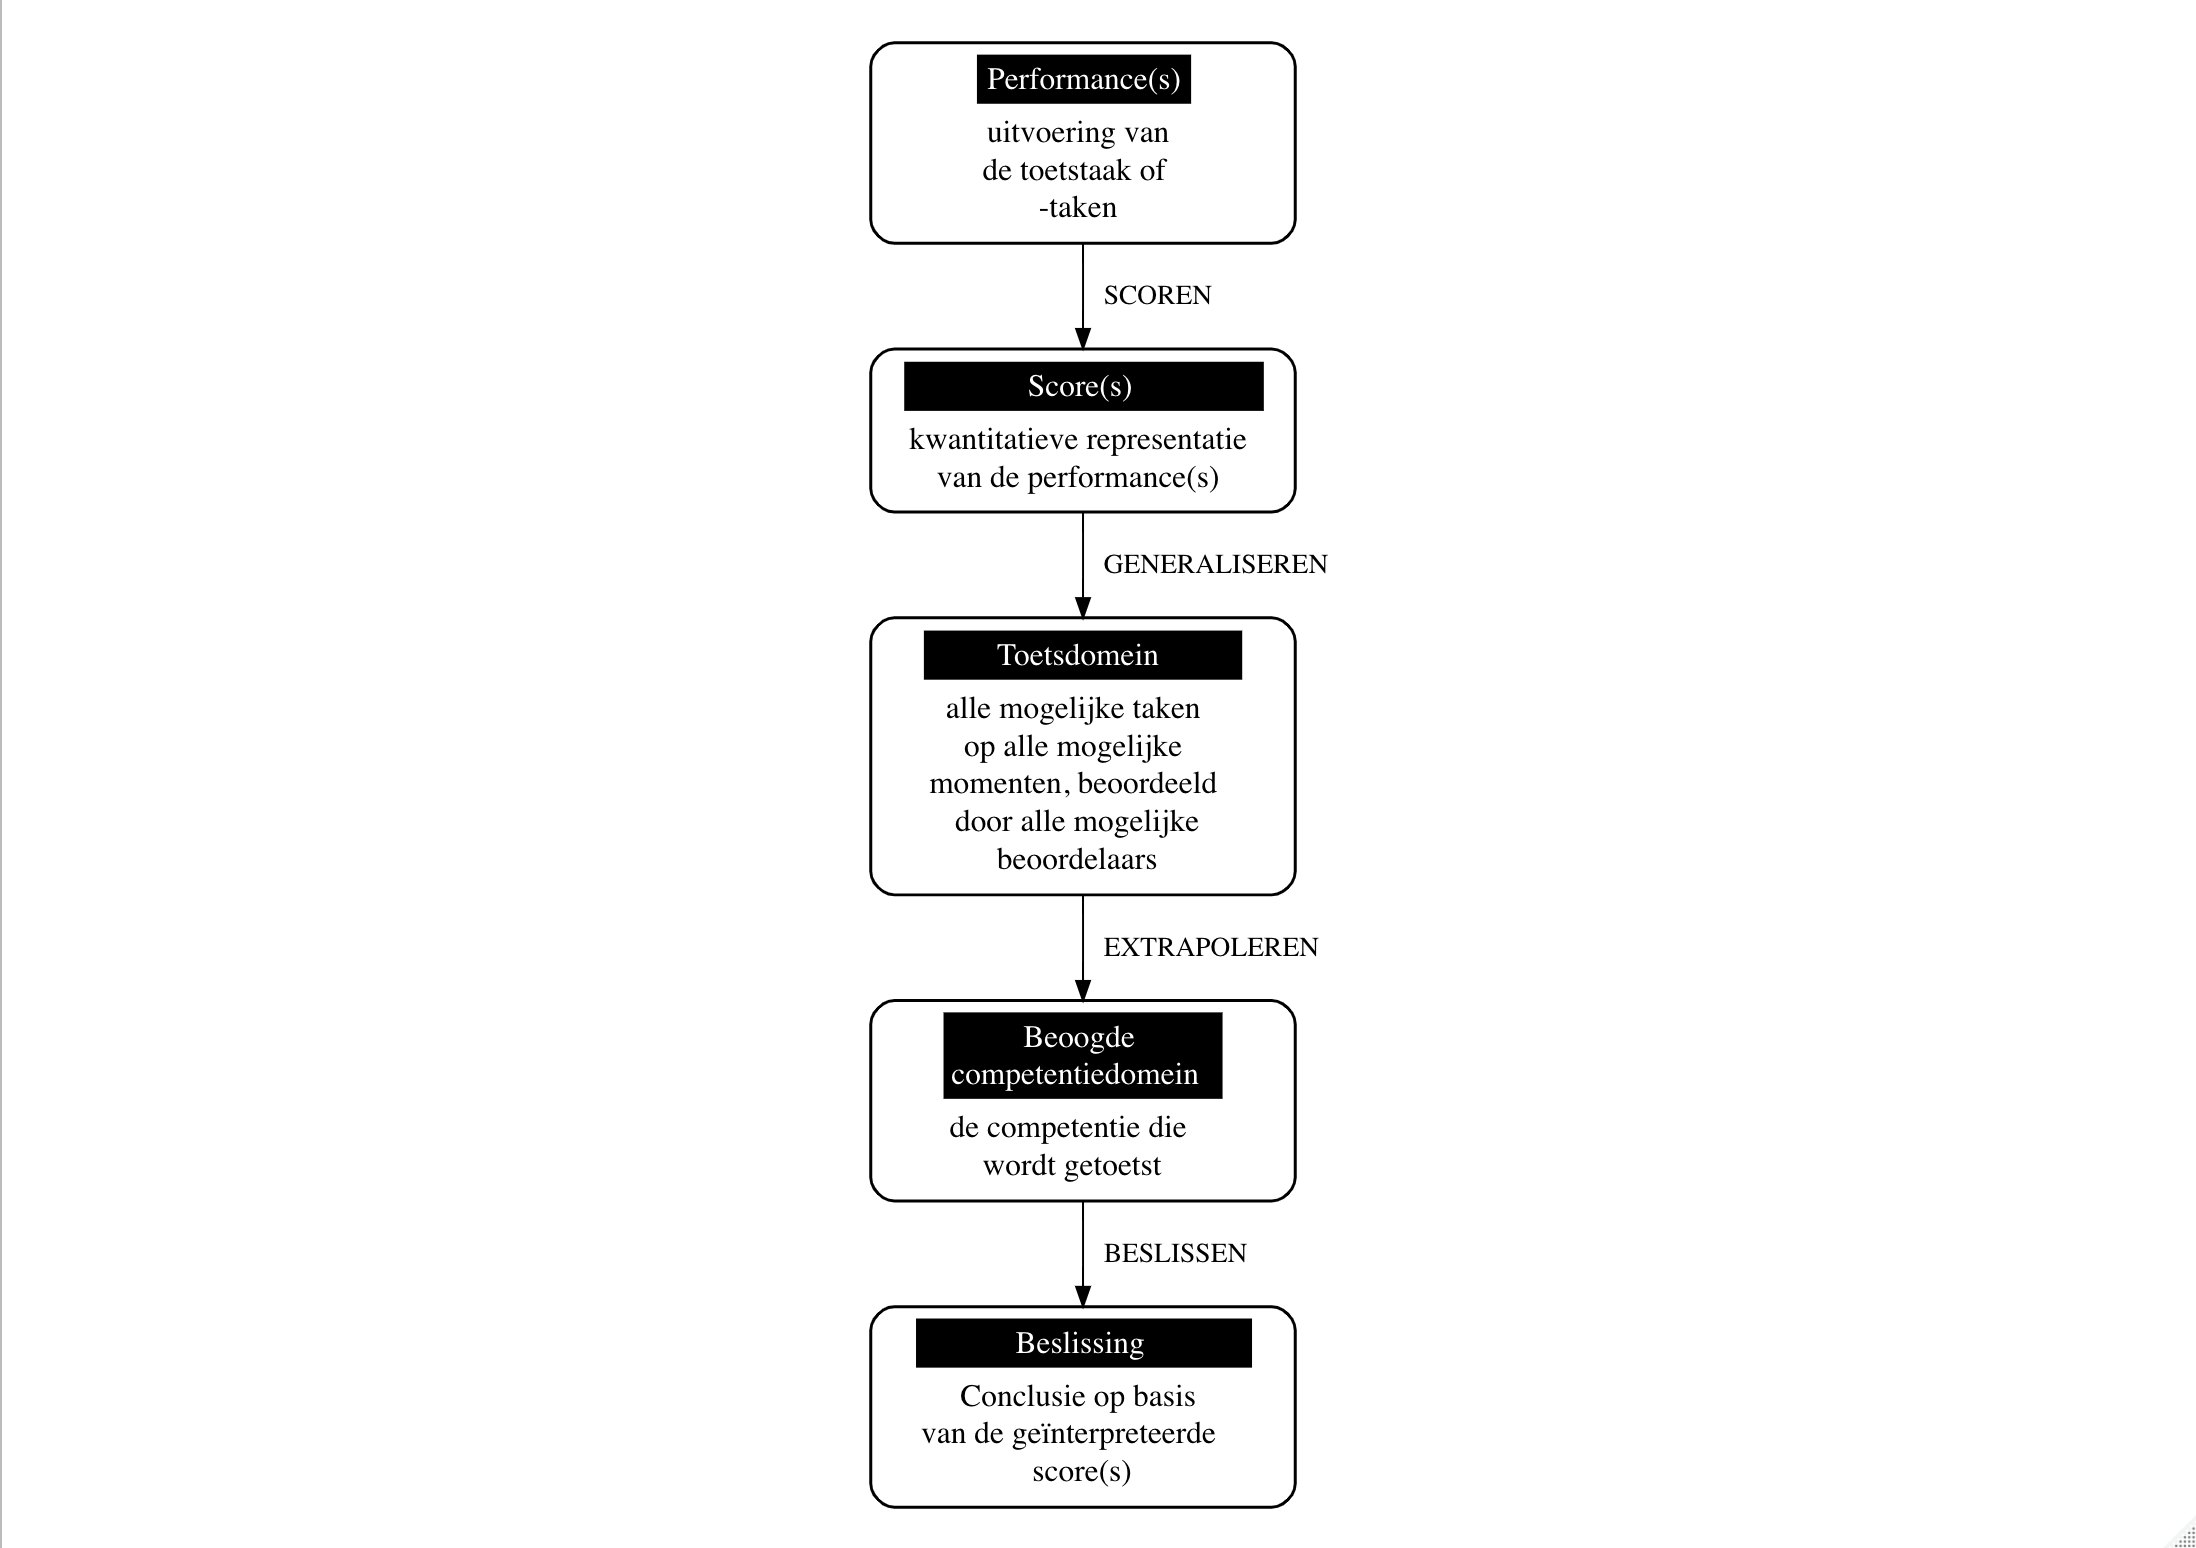 Performance(s)
uitvoering van
de toetstaak of
-taken
SCOREN
Score(s)
kwantitatieve representatie
van de performance(s)
GENERALISEREN
Toetsdomein
alle mogelijke taken
op alle mogelijke
momenten, beoordeeld
door alle mogelijke
beoordelaars
EXTRAPOLEREN
Beoogde
competentiedomein
de competentie die
wordt getoetst
BESLISSEN
Beslissing
Conclusie op basis
van de geïnterpreteerde
score(s)